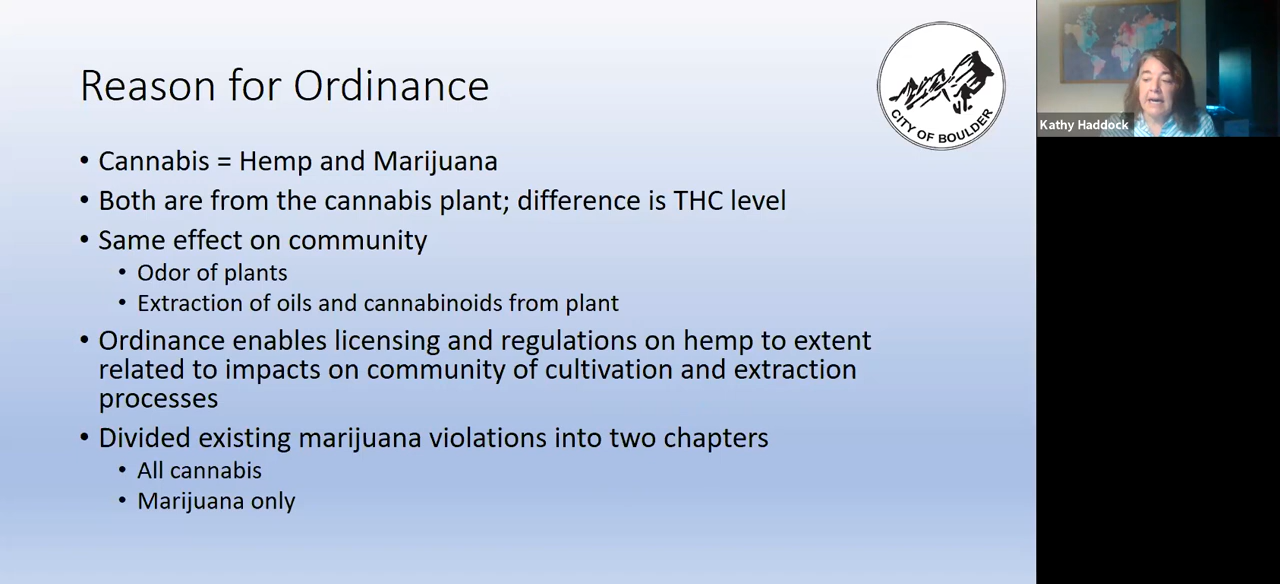 Reason for Ordinance
CITY OF BOULDER
Kathy Haddock
• Cannabis = Hemp and Marijuana
• Both are from the cannabis plant; difference is THC level
• Same effect on community
• Odor of plants
• Extraction of oils and cannabinoids from plant
• Ordinance enables licensing and regulations on hemp to extent
related to impacts on community of cultivation and extraction
processes
• Divided existing marijuana violations into two chapters
• All cannabis
• Marijuana only